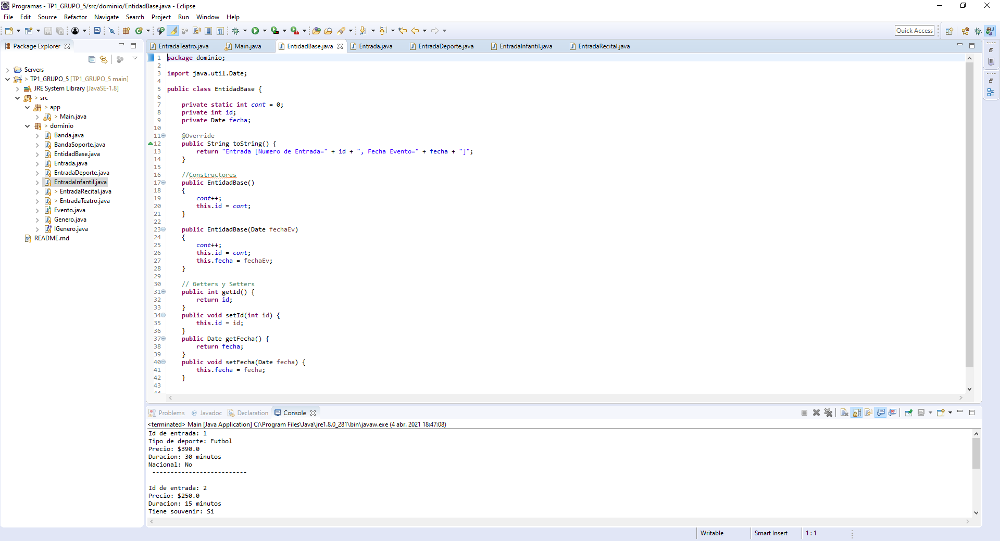 Programas - TP1_GRUPO_5/src/dominio/EntidadBase.java - Eclipse
File Edit Source Refactor Navigate Search Project Run Window Help
Quick Access
Package Explorer
Servers
> TP1_GRUPO_5 [TP1_GRUPO_5 main]
JRE System Library [JavaSE-1.8]
> src
> app
> Main.java
> dominio
Banda.java
BandaSoporte.java
EntidadBase.java
Entrada.java
EntradaDeporte.java
EntradaInfantil.java
> EntradaRecital.java
> EntradaTeatro.java
Evento.java
Genero.java
IGenero.java
README.md
EntradaTeatro.java Main.java EntidadBase.java Entrada.java EntradaDeporte.java EntradaInfantil.java EntradaRecital.java
1 package dominio;
2
3 import java.util.Date;
4
5 public class EntidadBase {
6
7 private static int cont = 0;
8 private int id;
9 private Date fecha;
10
11 @Override
12 public String toString() {
13 return "Entrada [Numero de Entrada=" + id + ", Fecha Evento=" + fecha + "]";
14 }
15
16 //Constructores
17 public EntidadBase()
18 {
19 cont++;
20 this.id = cont;
21 }
22
23 public EntidadBase(Date fechaEv)
24 {
25 cont++;
26 this.id = cont;
27 this.fecha = fechaEv;
28 }
29
30 // Getters y Setters
31 public int getId() {
32 return id;
33 }
34 public void setId(int id) {
35 this.id = id;
36 }
37 public Date getFecha() {
38 return fecha;
39 }
40 public void setFecha(Date fecha) {
41 this.fecha = fecha;
42 }
43
44
Problems @ Javadoc Declaration Console
<terminated> Main [Java Application] C:\Program Files\Java\jre1.8.0_281\bin\javaw.exe (4 abr. 2021 18:47:08)
Id de entrada: 1
Tipo de deporte: Futbol
Precio: $390.0
Duracion: 30 minutos
Nacional: No
--------------------------
Id de entrada: 2
Precio: $250.0
Duracion: 15 minutos
Tiene souvenir: Si
Writable Smart Insert 1 : 1